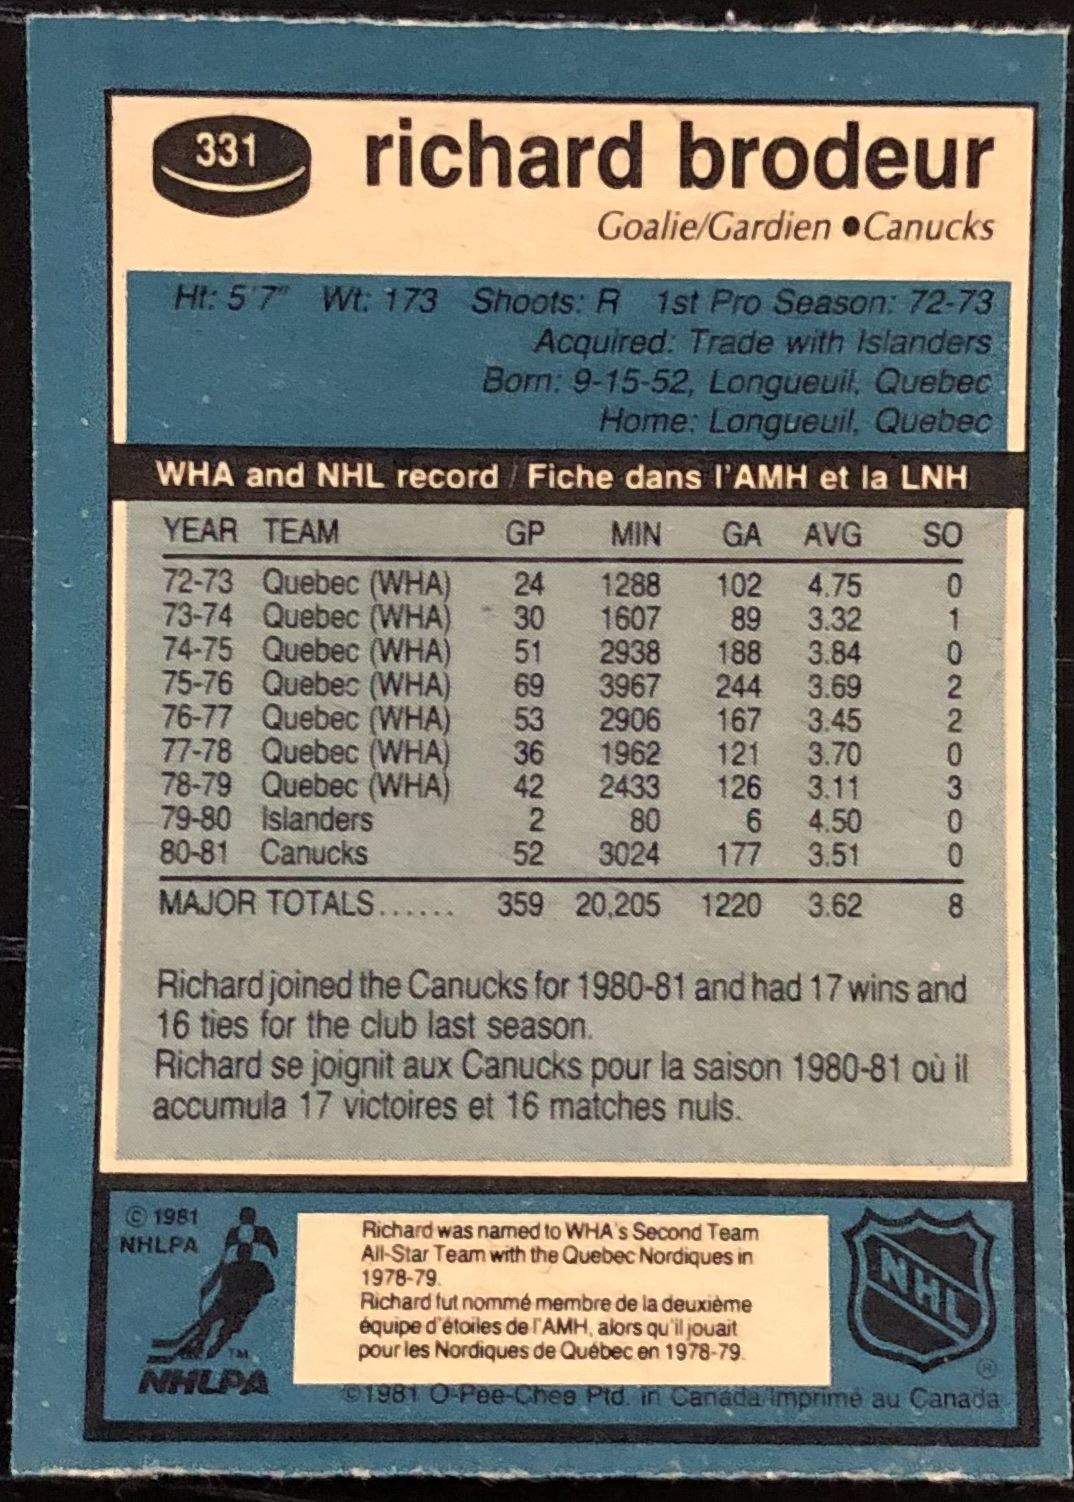 331
richard brodeur
Goalie/Gardien ●Canucks
Ht: 5'7" Wt: 173 Shoots: R 1st Pro Season: 72-73
Acquired: Trade with Islanders
Born: 9-15-52, Longueuil, Quebec
Home: Longueuil, Quebec
WHA and NHL record / Fiche dans l'AMH et la LNH
YEAR TEAM GP MIN GA AVG SO
72-73 Quebec (WHA) 24 1288 102 4.75 0
73-74 Quebec (WHA) 30 1607 89 3.32 1
74-75 Quebec (WHA) 51 2938 188 3.84 0
75-76 Quebec (WHA) 69 3967 244 3.69 2
76-77 Quebec (WHA) 53 2906 167 3.45 2
77-78 Quebec (WHA) 36 1962 121 3.70 0
78-79 Quebec (WHA) 42 2433 126 3.11 3
79-80 Islanders 2 80 6 4.50 0
80-81 Canucks 52 3024 177 3.51 0
MAJOR TOTALS...... 359 20,205 1220 3.62 8
Richard joined the Canucks for 1980-81 and had 17 wins and
16 ties for the club last season.
Richard se joignit aux Canucks pour la saison 1980-81 où il
accumula 17 victoires et 16 matches nuls.
© 1981
NHLPA
Richard was named to WHA's Second Team
All-Star Team with the Quebec Nordiques in
1978-79.
Richard fut nommé membre de la deuxième
équipe d'étoiles de l'AMH, alors qu'il jouait
pour les Nordiques de Québec en 1978-79.
NHL
®
TM
NHLPA
©1981 O-Pee-Chee Ptd. in Canada/Imprimé au Canada